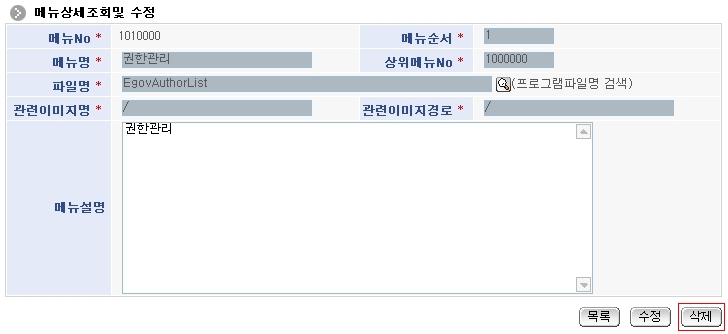 메뉴상세조회및 수정
메뉴No * 1010000 메뉴순서 * 1
메뉴명 * 권한관리 상위메뉴No * 1000000
파일명 * EgovAuthorList (프로그램파일명 검색)
관련이미지명 * / 관련이미지경로 * /
권한관리
메뉴설명
목록 수정 삭제